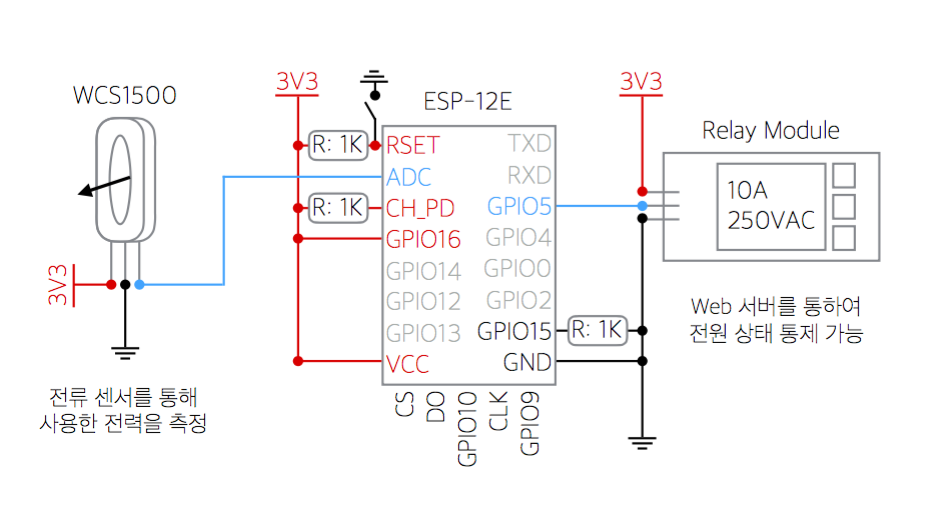 WCS1500
3V3
전류 센서를 통해
사용한 전력을 측정
3V3
R: 1K
R: 1K
ESP-12E
RSET
ADC
CH_PD
GPIO16
GPIO14
GPIO12
GPIO13
VCC
TXD
RXD
GPIO5
GPIO4
GPIO0
GPIO2
GPIO15
GND
CS
DO
GPIO10
CLK
GPIO9
R: 1K
3V3
Relay Module
10A
250VAC
Web 서버를 통하여
전원 상태 통제 가능